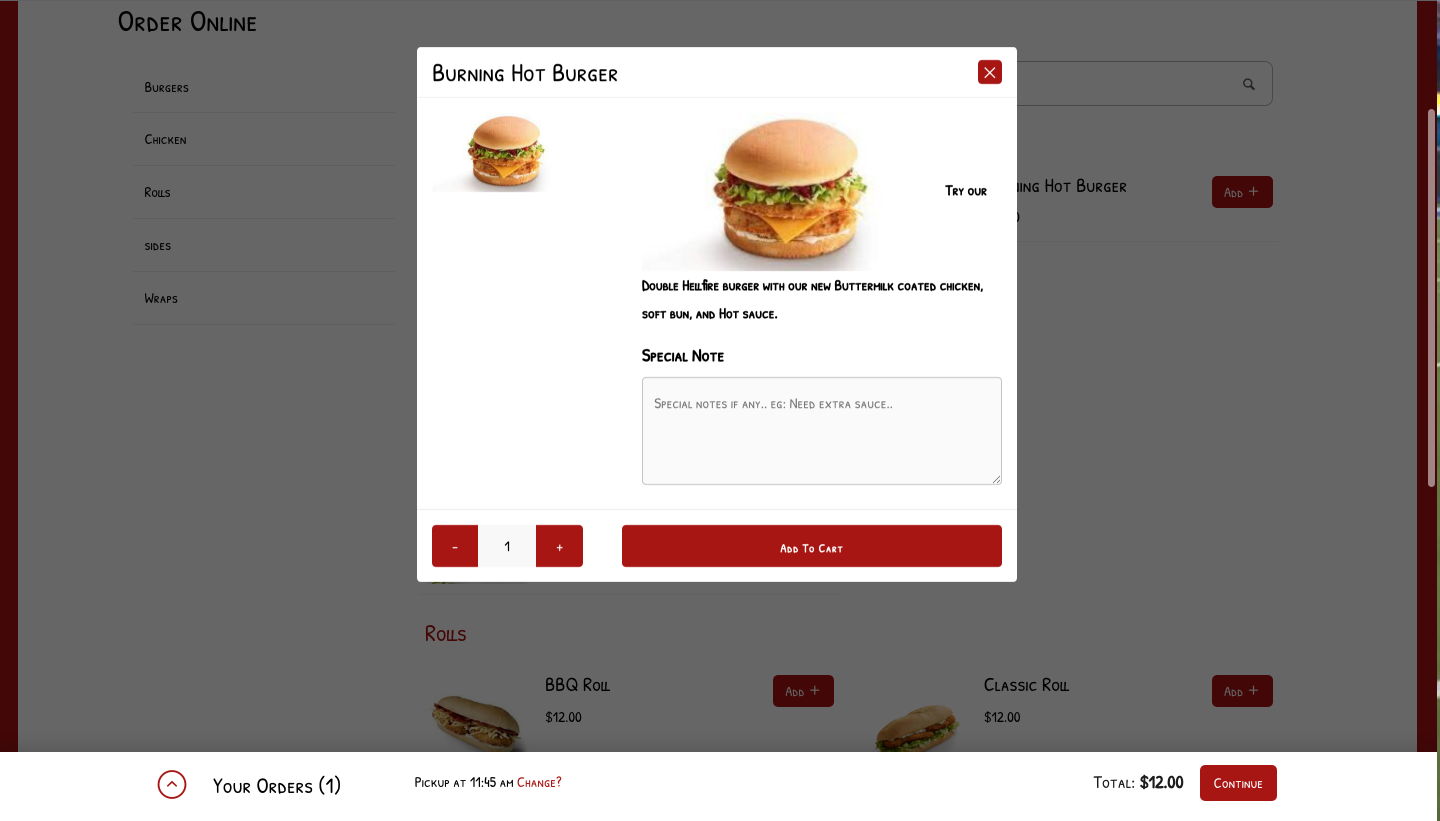 Order Online
Burgers
Chicken
Rolls
sides
Wraps
Burning Hot Burger
Try our
Double Hellfire burger with our new Buttermilk coated chicken,
soft bun, and Hot sauce.
Special Note
Special notes if any.. eg: Need extra sauce..
- 1 +
Add To Cart
Hot Burger
Add +
Rolls
BBQ Roll
Add +
$12.00
Classic Roll
Add +
$12.00
Your Orders (1)
Pickup at 11:45 am Change?
Total: $12.00
Continue